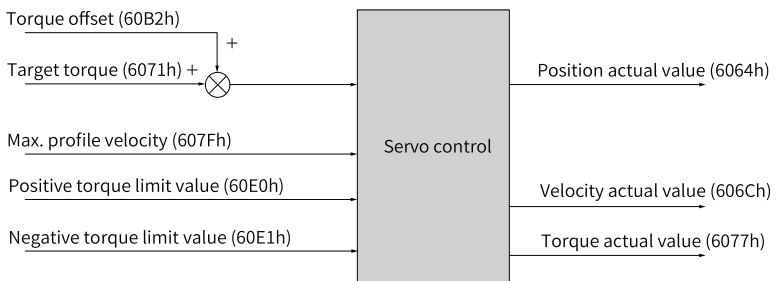 Torque offset (60B2h)
+
Target torque (6071h) +
Position actual value (6064h)
Max. profile velocity (607Fh)
Servo control
Positive torque limit value (60E0h)
Velocity actual value (606Ch)
Negative torque limit value (60E1h)
Torque actual value (6077h)